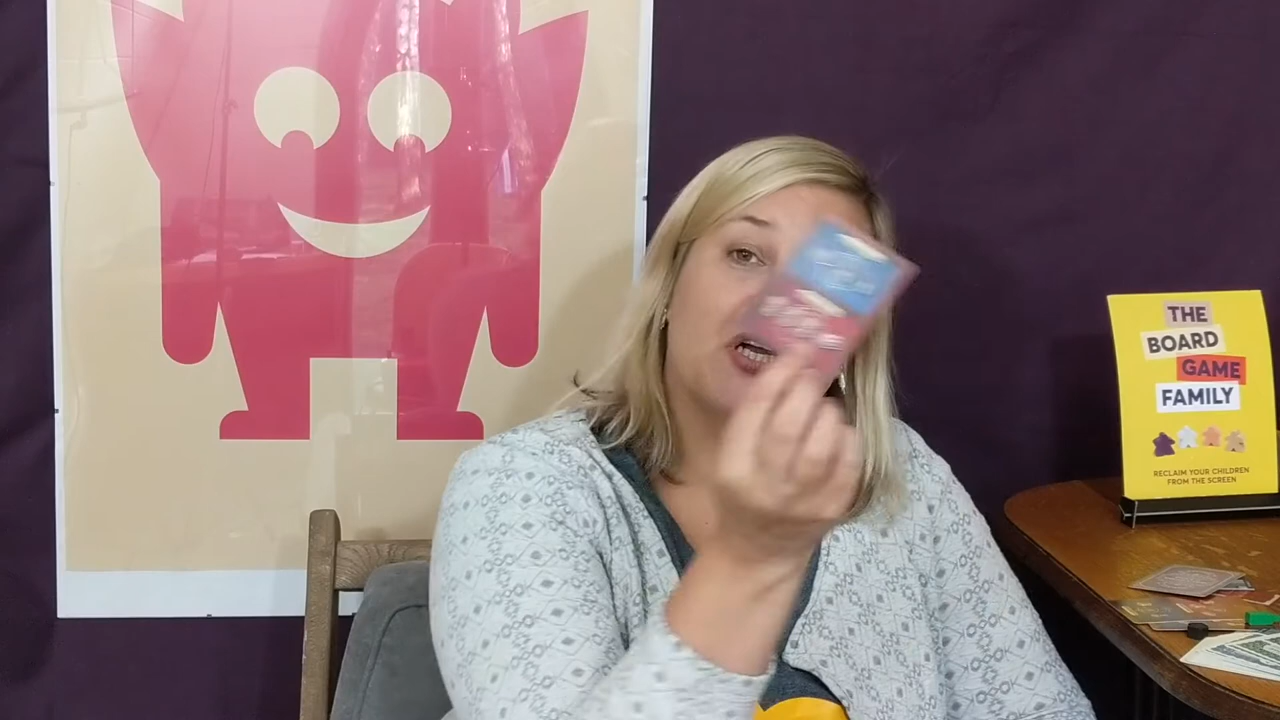 THE
BOARD
GAME
FAMILY
RECLAIM YOUR CHILDREN
FROM THE SCREEN